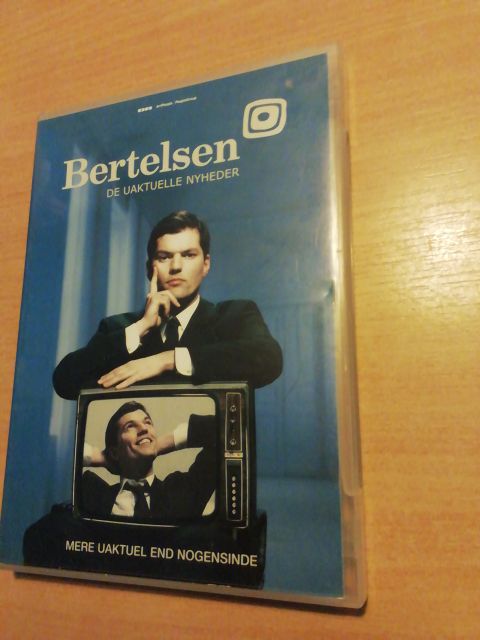 Bertelsen
DE UAKTUELLE NYHEDER
MERE UAKTUEL END NOGENSINDE